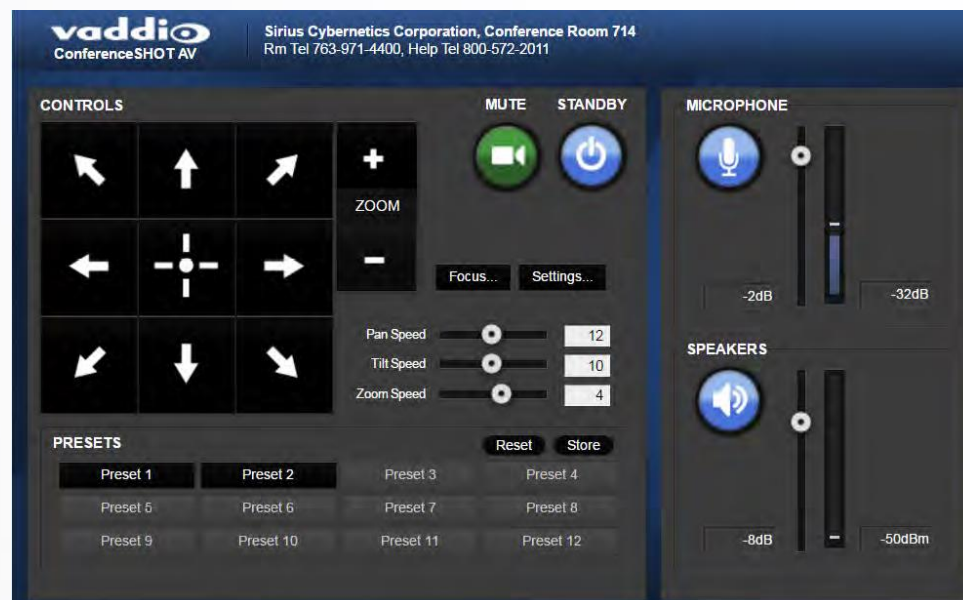 vaddio
ConferenceSHOT AV
Sirius Cybernetics Corporation, Conference Room 714
Rm Tel 763-971-4400, Help Tel 800-572-2011
CONTROLS
MUTE STANDBY
+
ZOOM
-
Focus... Settings...
Pan Speed 12
Tilt Speed 10
Zoom Speed 4
PRESETS
Reset Store
Preset 1 Preset 2 Preset 3 Preset 4
Preset 5 Preset 6 Preset 7 Preset 8
Preset 9 Preset 10 Preset 11 Preset 12
MICROPHONE
-2dB -32dB
SPEAKERS
-8dB -50dBm